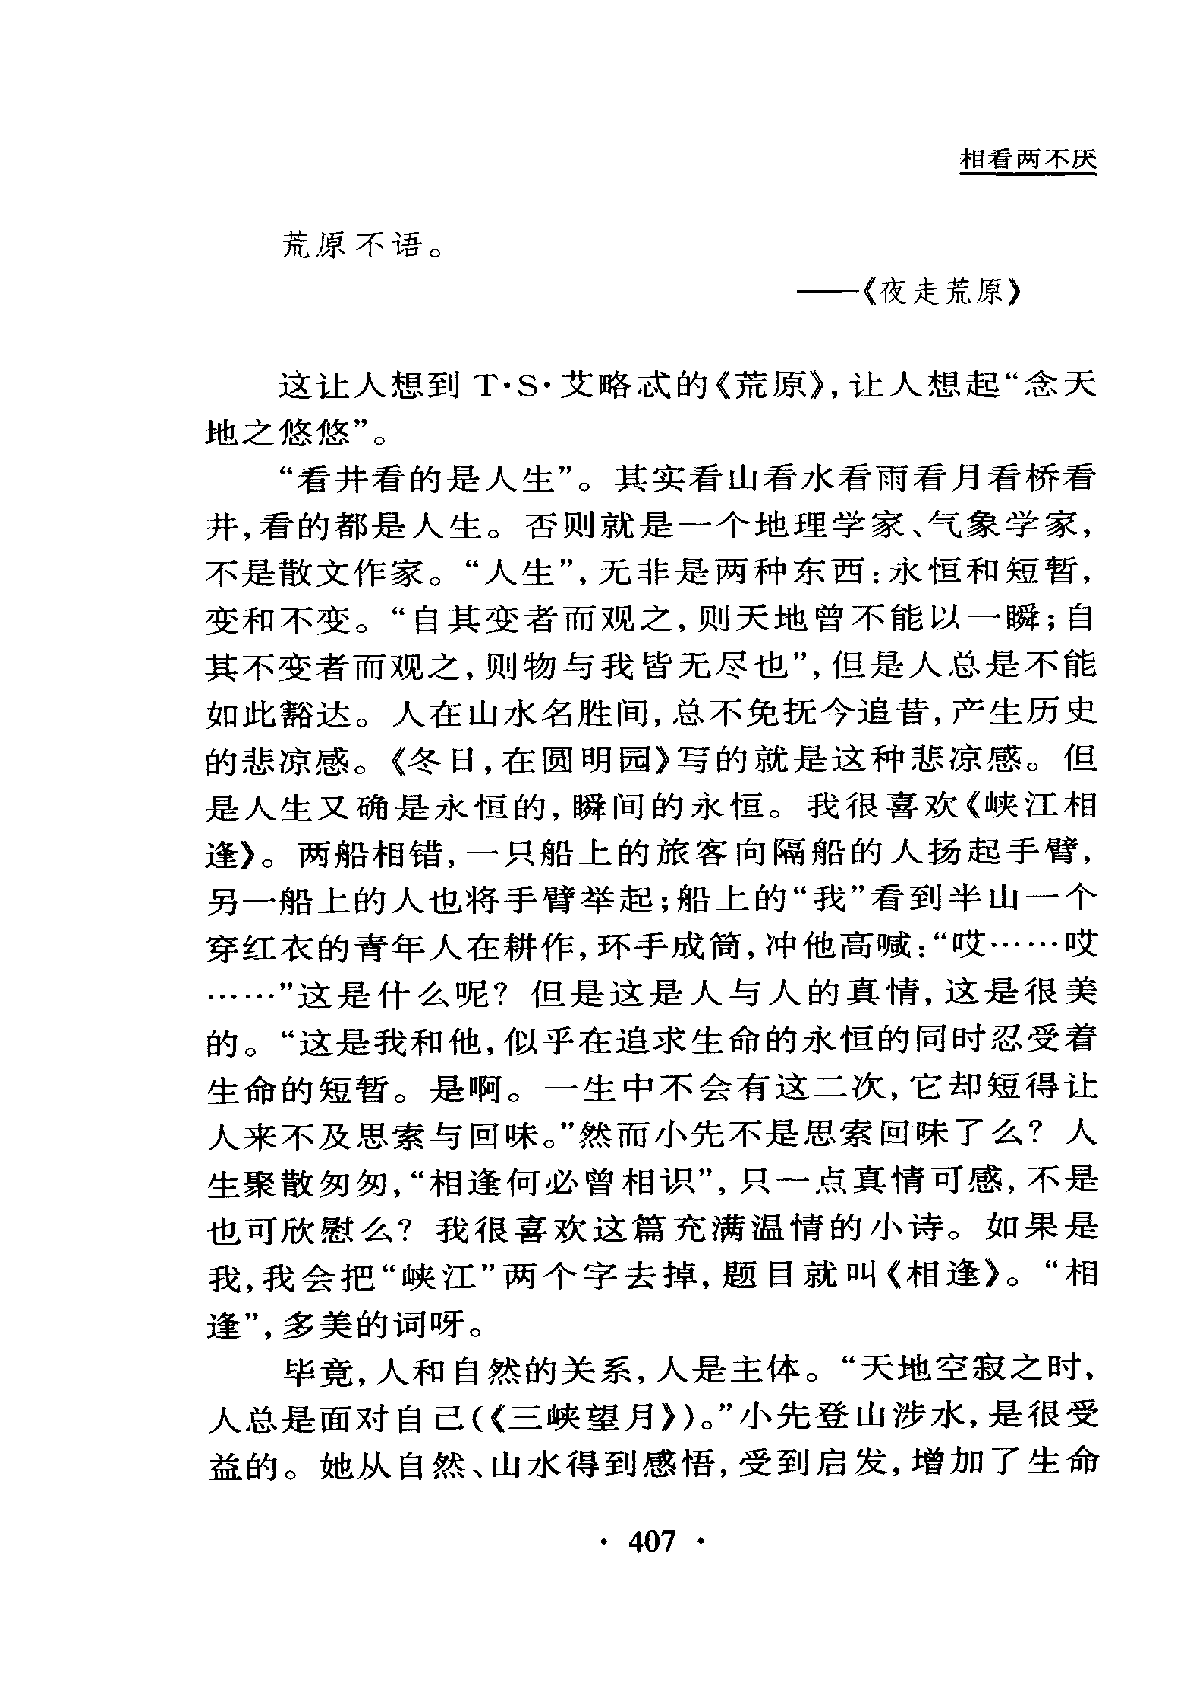 相看两不厌
荒原不语。
——《夜走荒原》
这让人想到 T·S·艾略忒的《荒原》,让人想起“念天
地之悠悠”。
“看井看的是人生”。其实看山看水看雨看月看桥看
井,看的都是人生。否则就是一个地理学家、气象学家,
不是散文作家。“人生”,无非是两种东西:永恒和短暂,
变和不变。“自其变者而观之,则天地曾不能以一瞬;自
其不变者而观之,则物与我皆无尽也”,但是人总是不能
如此豁达。人在山水名胜间,总不免抚今追昔,产生历史
的悲凉感。《冬日,在圆明园》写的就是这种悲凉感。但
是人生又确是永恒的,瞬间的永恒。我很喜欢《峡江相
逢》。两船相错,一只船上的旅客向隔船的人扬起手臂,
另一船上的人也将手臂举起;船上的“我”看到半山一个
穿红衣的青年人在耕作,环手成筒,冲他高喊:“哎……哎
……”这是什么呢?但是这是人与人的真情,这是很美
的。“这是我和他,似乎在追求生命的永恒的同时忍受着
生命的短暂。是啊。一生中不会有这二次,它却短得让
人来不及思索与回味。”然而小先不是思索回味了么?人
生聚散匆匆,“相逢何必曾相识”,只一点真情可感,不是
也可欣慰么?我很喜欢这篇充满温情的小诗。如果是
我,我会把“峡江”两个字去掉,题目就叫《相逢》。“相
逢”,多美的词呀。
毕竟,人和自然的关系,人是主体。“天地空寂之时,
人总是面对自己(《三峡望月》)。”小先登山涉水,是很受
益的。她从自然、山水得到感悟,受到启发,增加了生命
· 407 ·